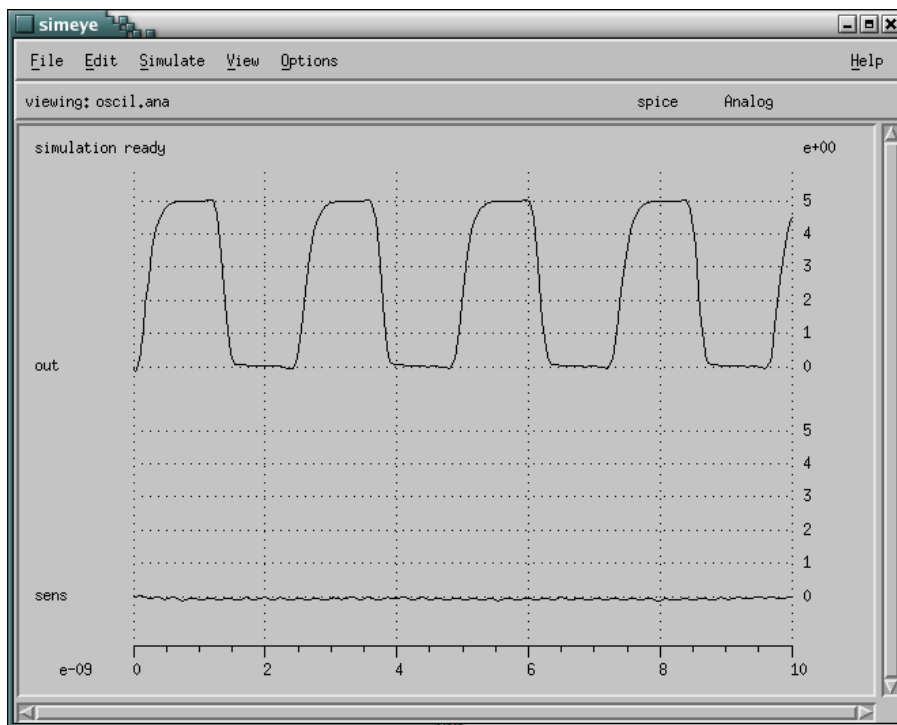 simeye
File Edit Simulate View Options Help
viewing: oscil.ana spice Analog
simulation ready e+00
5
4
3
2
1
out 0
5
4
3
2
1
sens 0
e-09 0 2 4 6 8 10